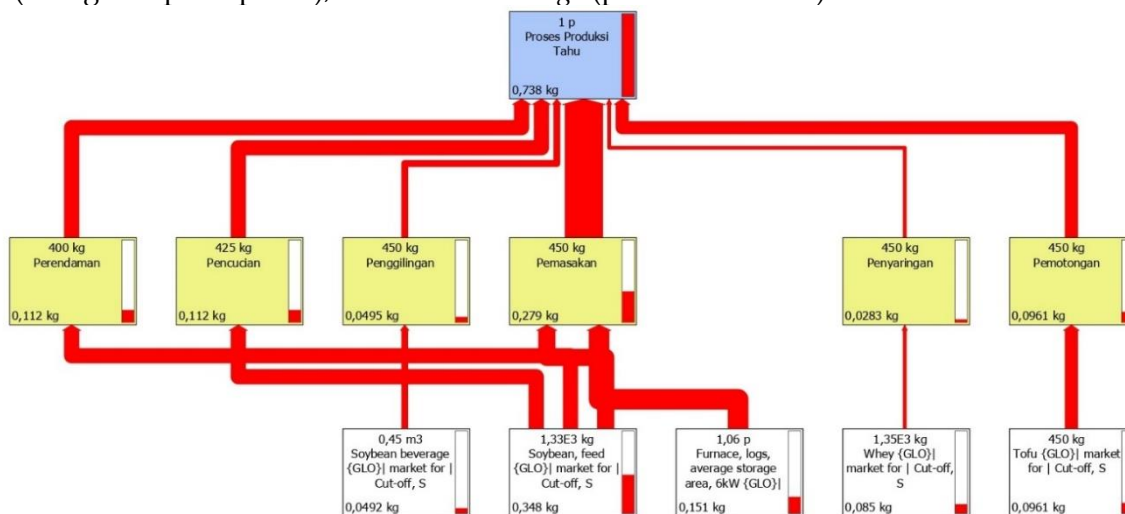 1 p
Proses Produksi
Tahu
0,738 kg
400 kg
Perendaman
0,112 kg
425 kg
Pencucian
0,112 kg
450 kg
Penggilingan
0,0495 kg
450 kg
Pemasakan
0,279 kg
450 kg
Penyaringan
0,0283 kg
450 kg
Pemotongan
0,0961 kg
0,45 m3
Soybean beverage
{GLO}| market for |
Cut-off, S
0,0492 kg
1,33E3 kg
Soybean, feed
{GLO}| market for |
Cut-off, S
0,348 kg
1,06 p
Furnace, logs,
average storage
area, 6kW {GLO}|
0,151 kg
1,35E3 kg
Whey {GLO}|
market for | Cut-off,
S
0,085 kg
450 kg
Tofu {GLO}| market
for | Cut-off, S
0,0961 kg